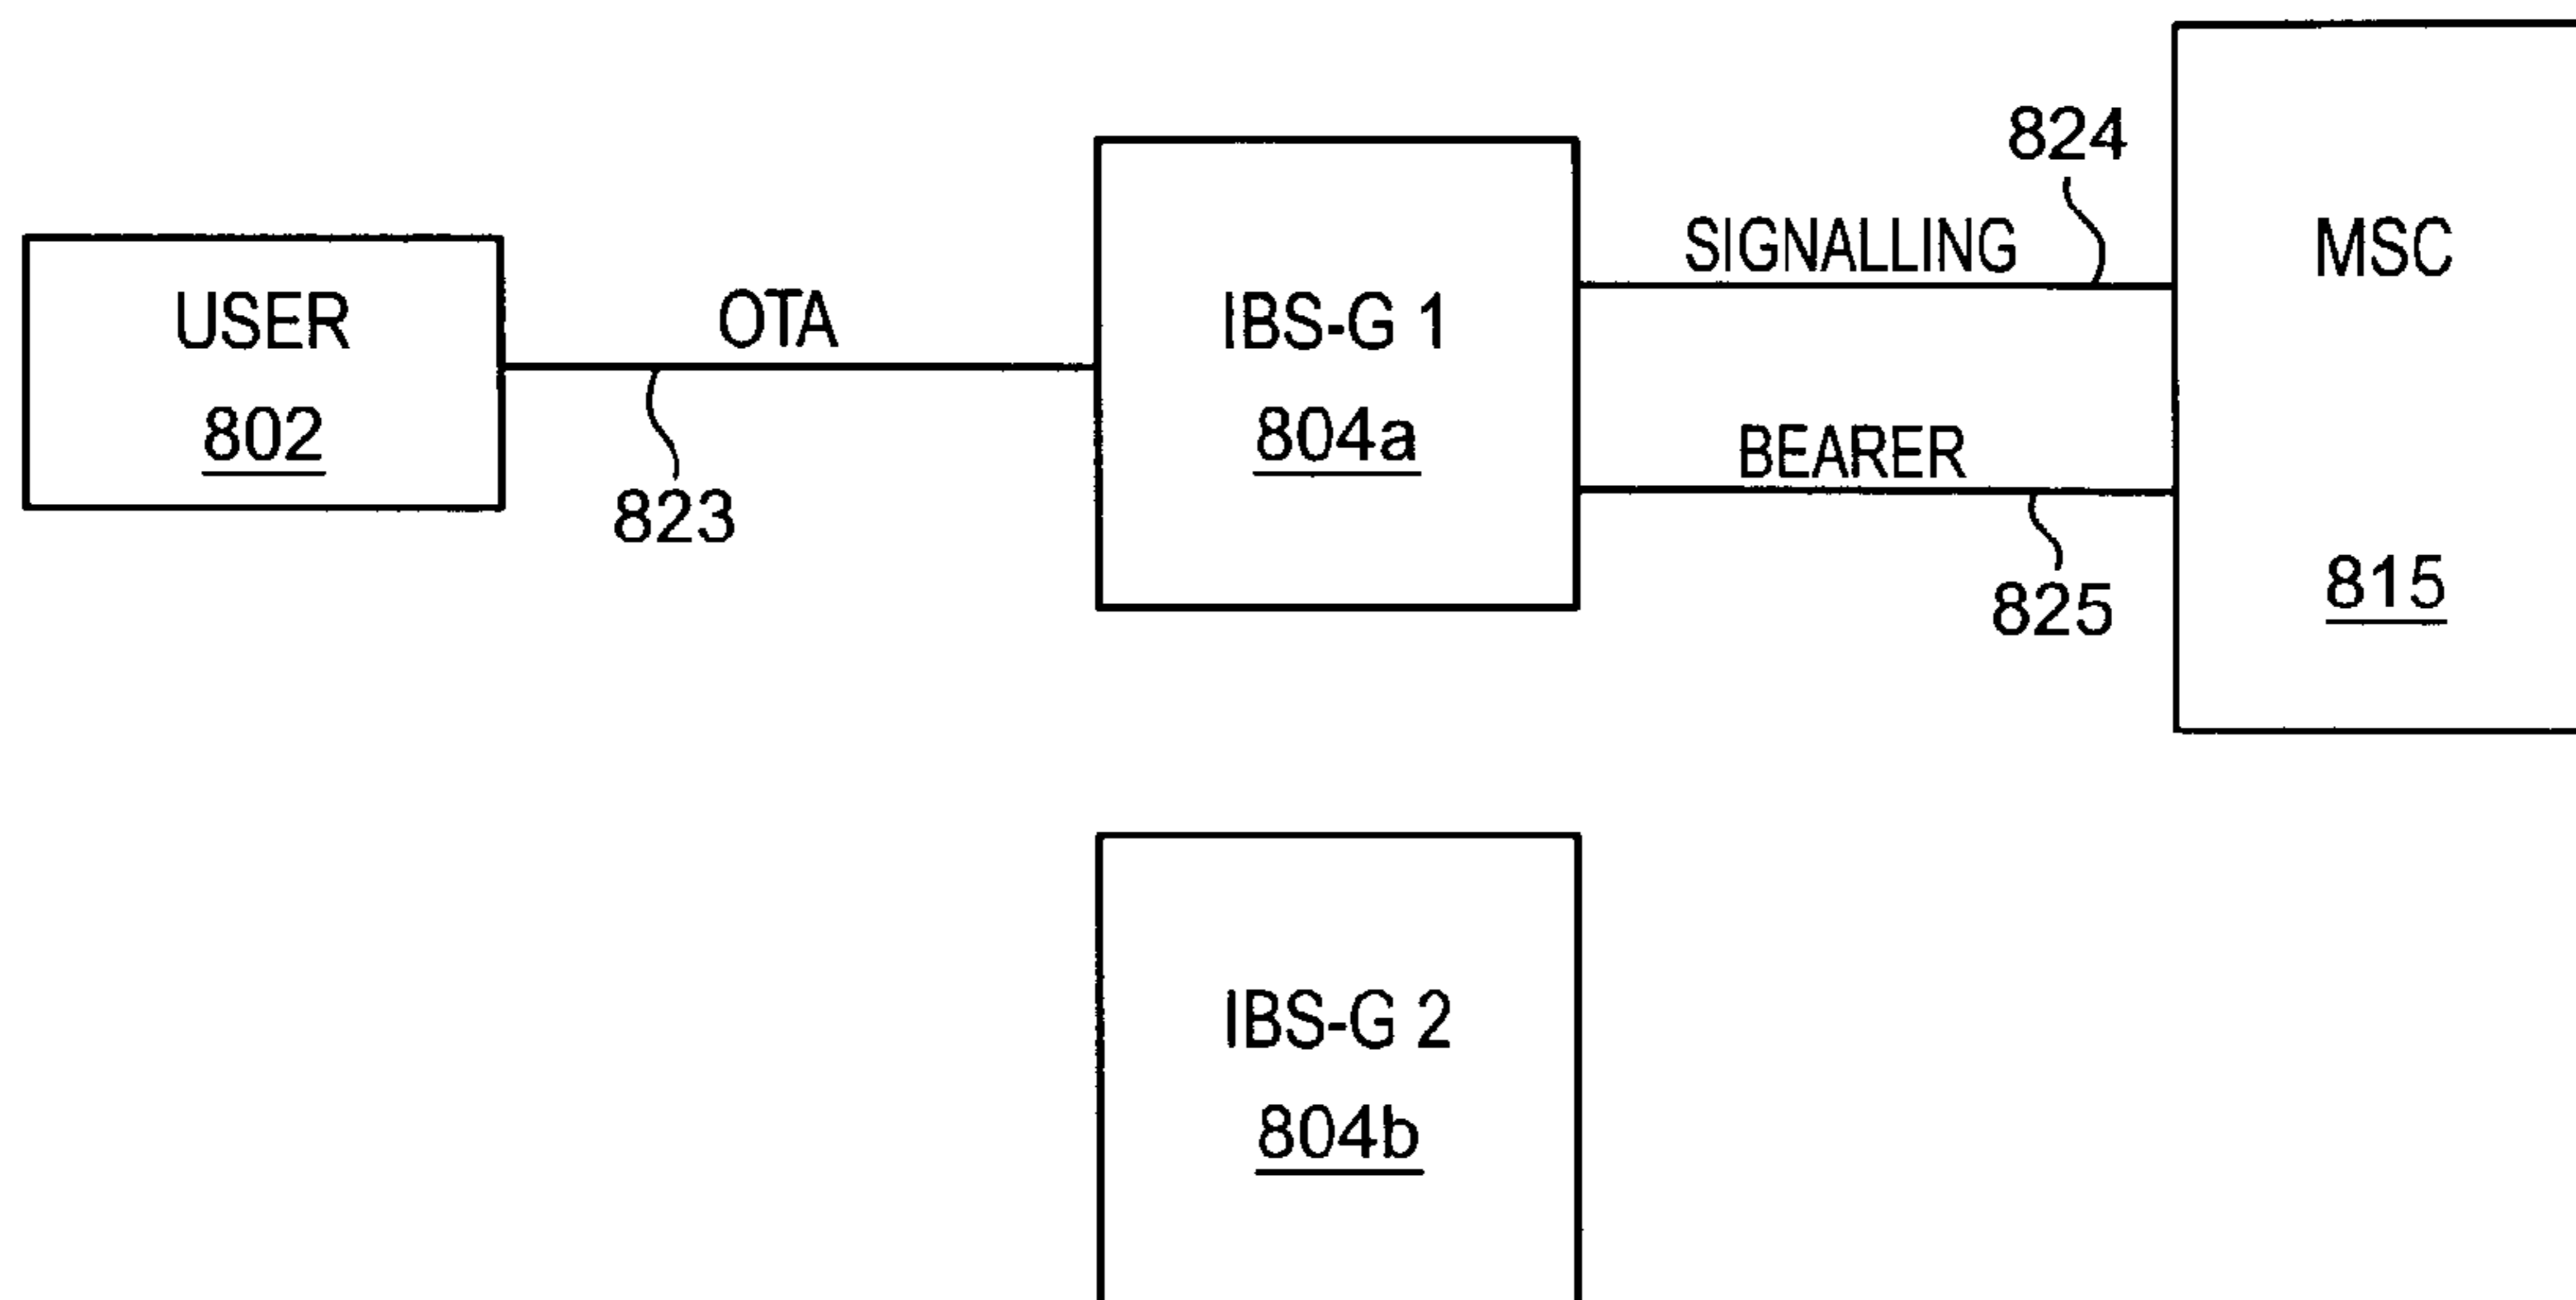 USER
802
OTA
823
IBS-G 1
804a
SIGNALLING
824
BEARER
825
MSC
815
IBS-G 2
804b